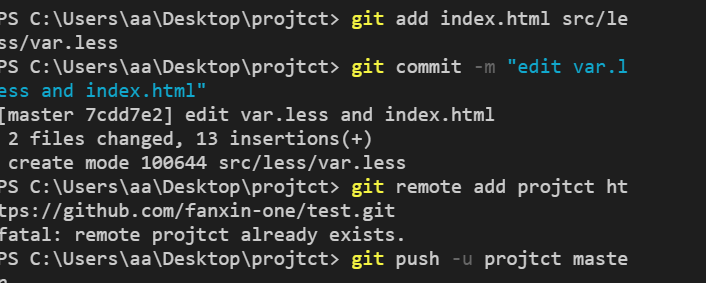 PS C:\Users\aa\Desktop\projtct> git add index.html src/le
ss/var.less
PS C:\Users\aa\Desktop\projtct> git commit -m "edit var.l
ess and index.html"
[master 7cdd7e2] edit var.less and index.html
2 files changed, 13 insertions(+)
create mode 100644 src/less/var.less
PS C:\Users\aa\Desktop\projtct> git remote add projtct ht
tps://github.com/fanxin-one/test.git
fatal: remote projtct already exists.
PS C:\Users\aa\Desktop\projtct> git push -u projtct maste